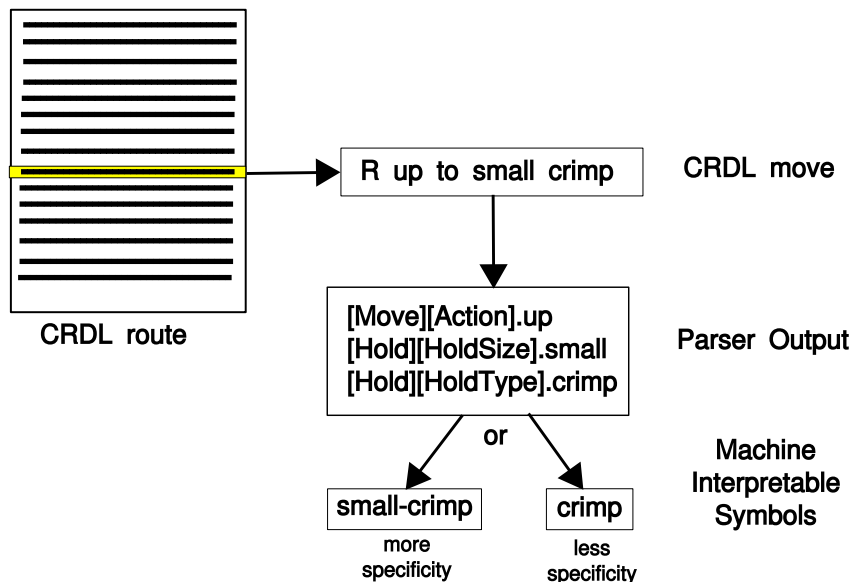 R up to small crimp
CRDL move
CRDL route
[Move][Action].up
[Hold][HoldSize].small
[Hold][HoldType].crimp
Parser Output
or
Machine
Interpretable
Symbols
small-crimp
crimp
more
specificity
less
specificity